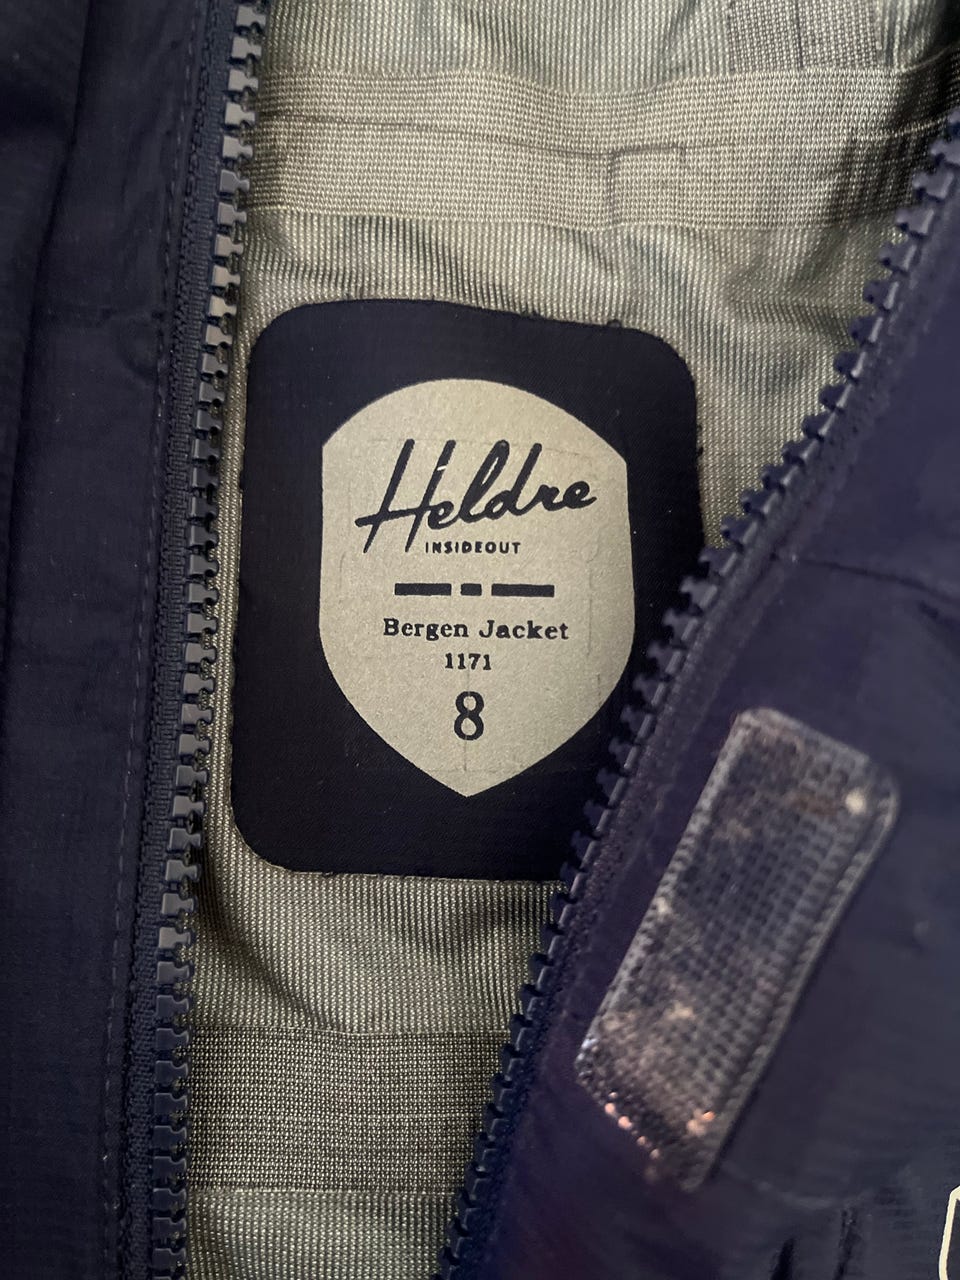 Heldre
INSIDEOUT
Bergen Jacket
1171
8